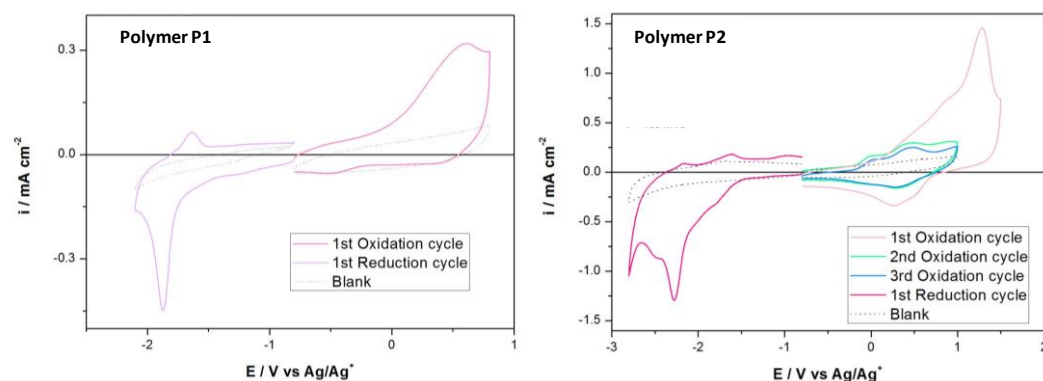 Polymer P1
0.3
0.0
-0.3
i / mA cm⁻²
1st Oxidation cycle
1st Reduction cycle
Blank
-2
-1
0
1
E / V vs Ag/Ag⁺
Polymer P2
1.5
1.0
0.5
0.0
-0.5
-1.0
-1.5
i / mA cm⁻²
1st Oxidation cycle
2nd Oxidation cycle
3rd Oxidation cycle
1st Reduction cycle
Blank
-3
-2
-1
0
1
2
E / V vs Ag/Ag⁺